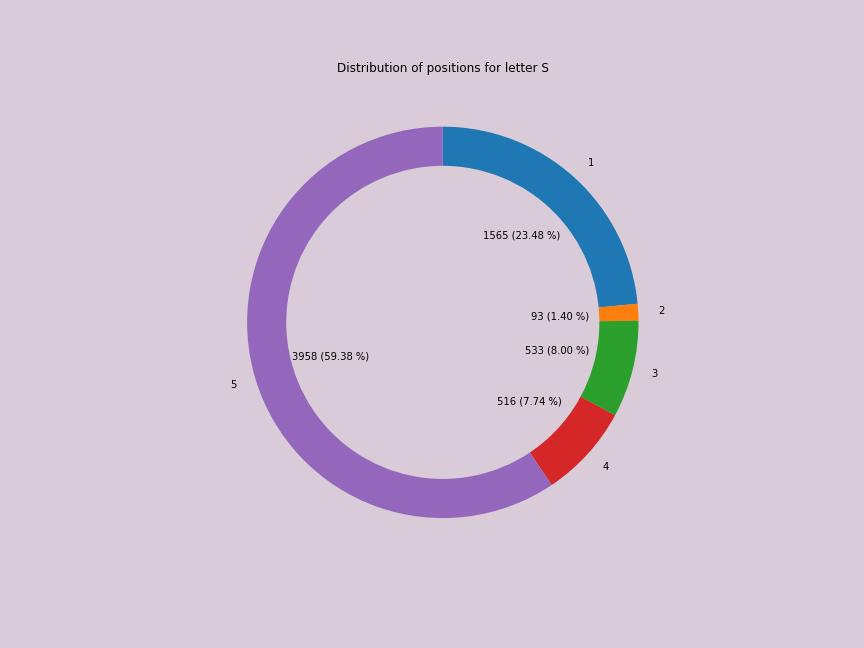 Distribution of positions for letter S
1
1565 (23.48 %)
2
93 (1.40 %)
533 (8.00 %)
3
3958 (59.38 %)
5
516 (7.74 %)
4